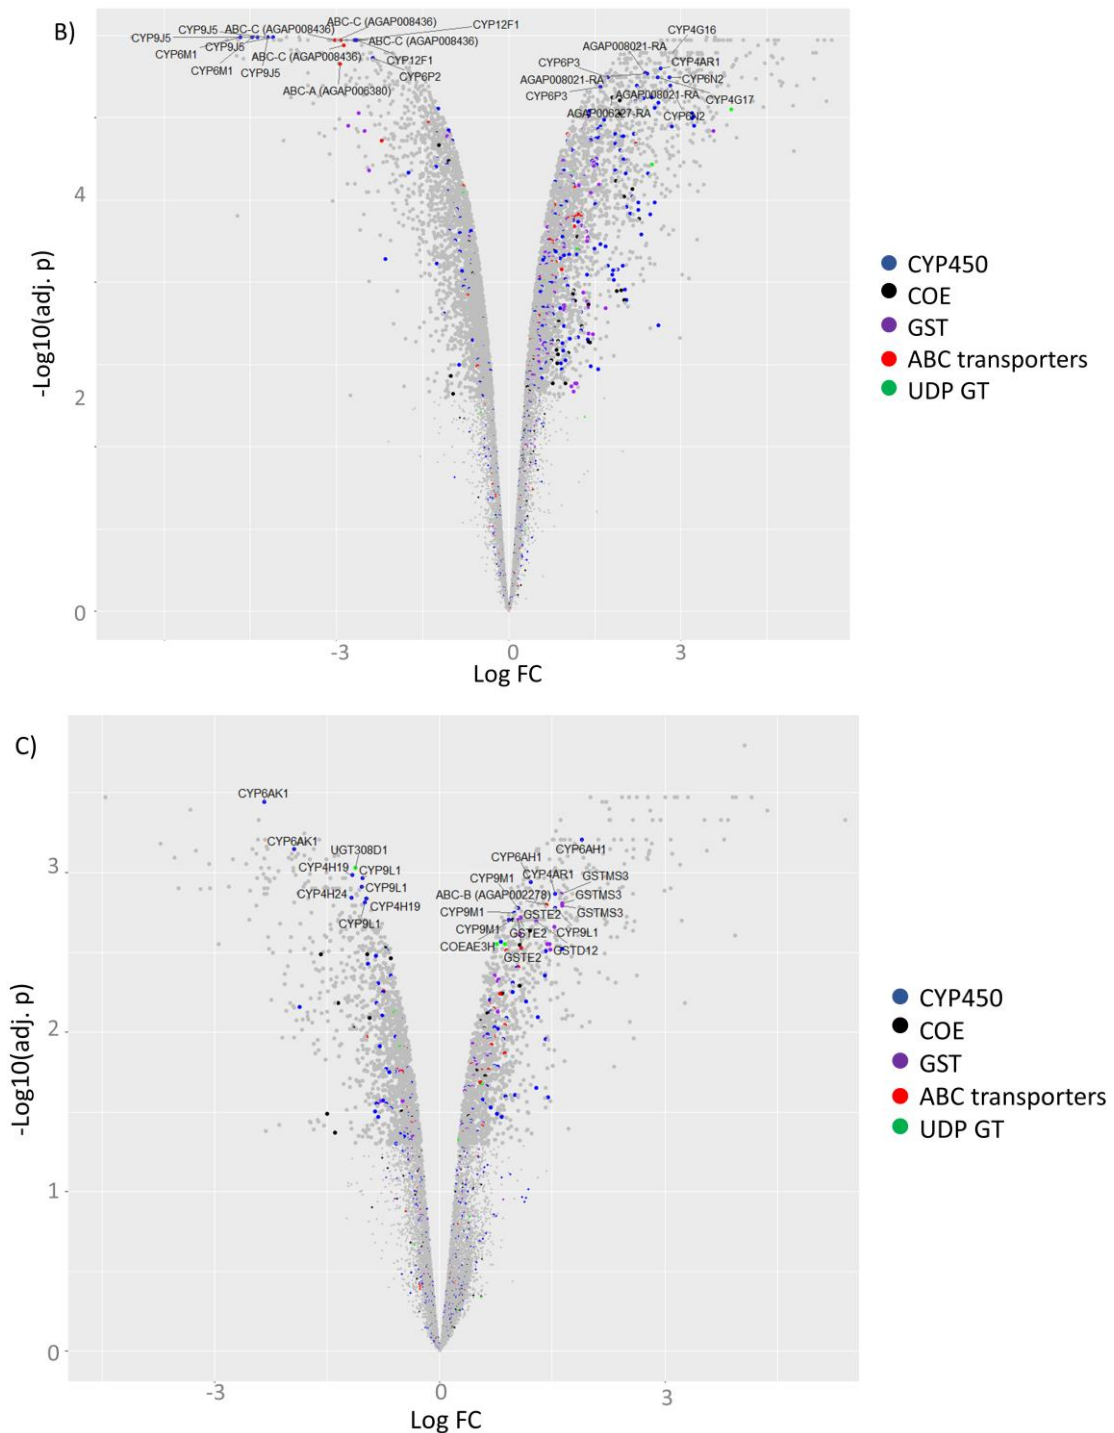 B)
ABC-C (AGAP008436)
CYP9J5
ABC-C (AGAP008436)
CYP12F1
CYP9J5
CYP9J5
ABC-C (AGAP008436)
CYP6M1
ABC-C (AGAP008436)
CYP12F1
CYP6M1
CYP9J5
CYP6P2
ABC-A (AGAP006380)
CYP4G16
AGAP008021-RA
CYP6P3
CYP4AR1
AGAP008021-RA
CYP6N2
CYP6P3
AGAP008021-RA
CYP4G17
AGAP006227-RA
CYP6N2
4
2
0
-Log10(adj. p)
-3
0
3
Log FC
CYP450
COE
GST
ABC transporters
UDP GT
C)
CYP6AK1
CYP6AK1
UGT308D1
CYP4H19
CYP9L1
CYP4H24
CYP9L1
CYP4H19
CYP9L1
CYP6AH1
CYP6AH1
CYP9M1
CYP4AR1
GSTMS3
ABC-B (AGAP002278)
GSTMS3
CYP9M1
GSTE2
GSTMS3
CYP9M1
GSTE2
CYP9L1
COEAE3H
GSTE2
GSTD12
3
2
1
0
-Log10(adj. p)
-3
0
3
Log FC
CYP450
COE
GST
ABC transporters
UDP GT